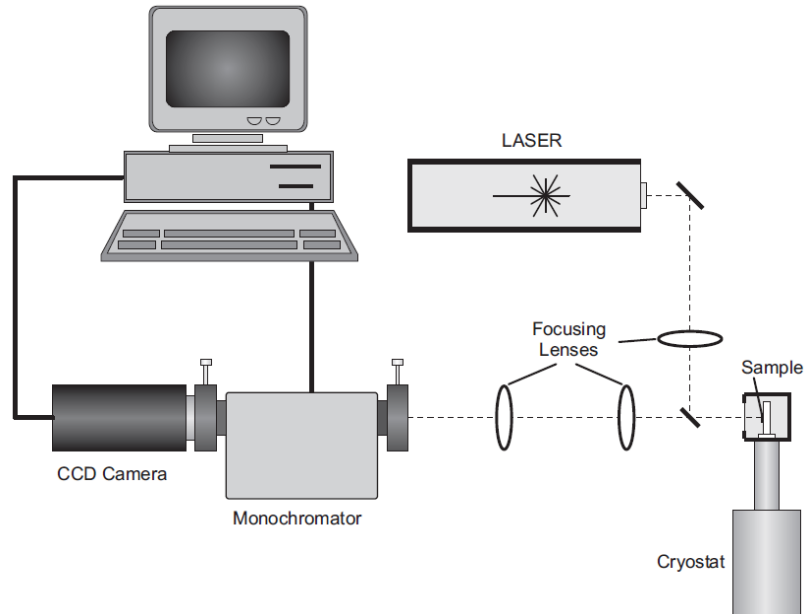 LASER
Focusing
Lenses
Sample
CCD Camera
Monochromator
Cryostat